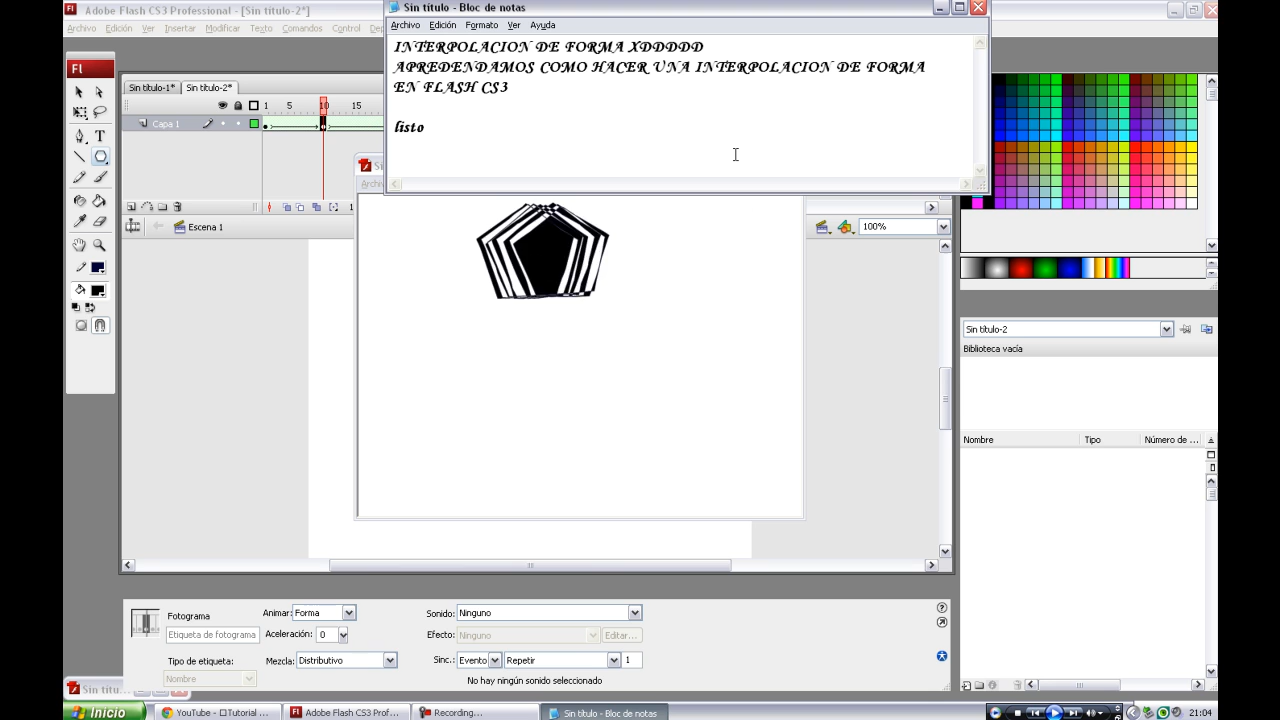 Adobe Flash CS3 Professional - [Sin título-2*]
Archivo Edición Ver Insertar Modificar Texto Comandos Control
Sin título - Bloc de notas
Archivo Edición Formato Ver Ayuda
INTERPOLACION DE FORMA XDDDDD
APREDENDAMOS COMO HACER UNA INTERPOLACION DE FORMA
EN FLASH CS3
listo
Fl
Sin título-1* Sin título-2*
1 5 10 15
Capa 1
Escena 1
100%
Sin título-2
Biblioteca vacía
Nombre Tipo Número de ...
Fotograma
Etiqueta de fotograma
Tipo de etiqueta:
Nombre
Animar: Forma
Aceleración: 0
Mezcla: Distributivo
Sonido: Ninguno
Efecto: Ninguno Editar...
Sinc.: Evento Repetir 1
No hay ningún sonido seleccionado
Sin títu...
Inicio YouTube - □Tutorial ... Adobe Flash CS3 Prof... Recording... Sin título - Bloc de notas 21:04